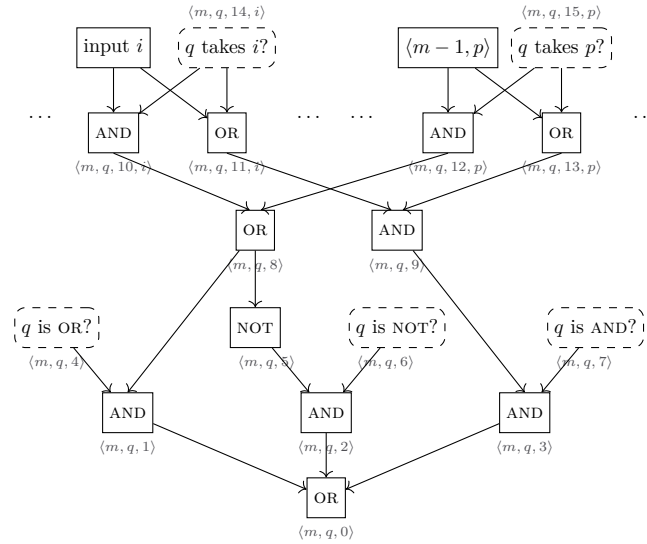 ⟨m, q, 14, i⟩ ⟨m, q, 15, p⟩
input i q takes i? ⟨m − 1, p⟩ q takes p?
... ... ... ..
AND OR AND OR
⟨m, q, 10, i⟩ ⟨m, q, 11, i⟩ ⟨m, q, 12, p⟩ ⟨m, q, 13, p⟩
OR AND
⟨m, q, 8⟩ ⟨m, q, 9⟩
q is OR? NOT q is NOT? q is AND?
⟨m, q, 4⟩ ⟨m, q, 5⟩ ⟨m, q, 6⟩ ⟨m, q, 7⟩
AND AND AND
⟨m, q, 1⟩ ⟨m, q, 2⟩ ⟨m, q, 3⟩
OR
⟨m, q, 0⟩